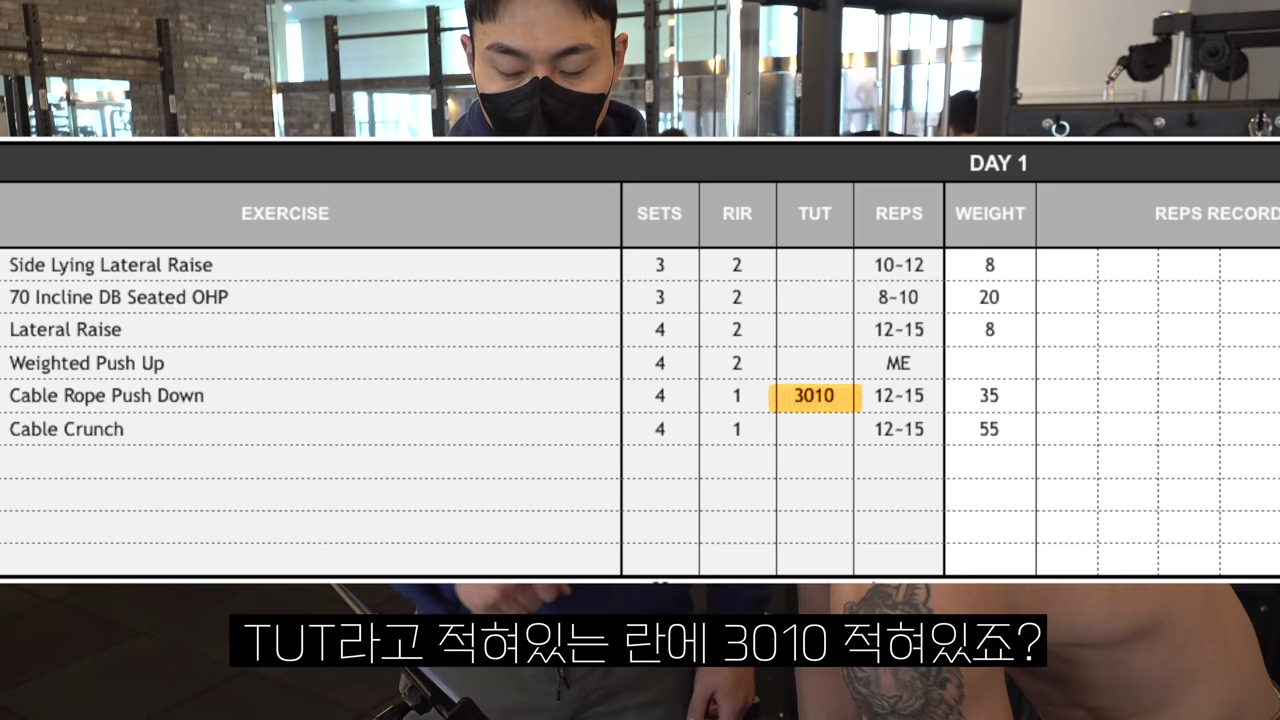 DAY 1
EXERCISE SETS RIR TUT REPS WEIGHT REPS RECORD
Side Lying Lateral Raise 3 2 10~12 8
70 Incline DB Seated OHP 3 2 8~10 20
Lateral Raise 4 2 12~15 8
Weighted Push Up 4 2 ME
Cable Rope Push Down 4 1 3010 12~15 35
Cable Crunch 4 1 12~15 55
TUT라고 적혀있는 란에 3010 적혀있죠?